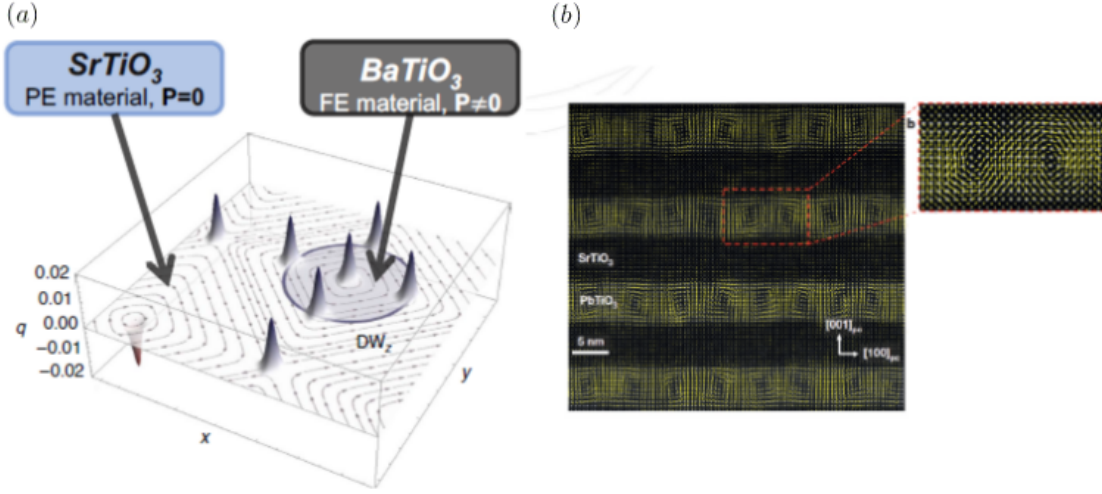 (a)
SrTiO3
PE material, P=0
BaTiO3
FE material, P≠0
0.02
0.01
0.00
−0.01
−0.02
q
x
y
DWz
(b)
b
SrTiO3
PbTiO3
5 nm
[001]pc
[100]pc